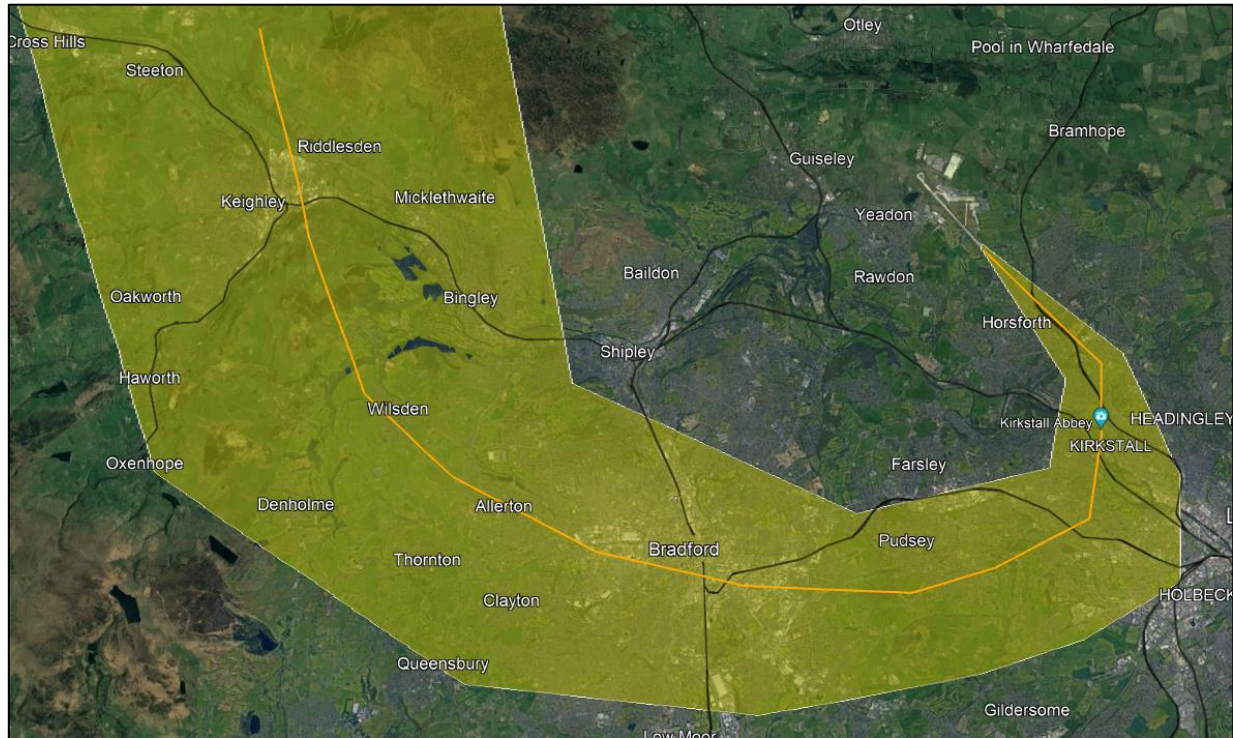 Otley
Cross Hills
Pool in Wharfedale
Steeton
Bramhope
Riddlesden
Guiseley
Micklethwaite
Keighley
Yeadon
Baildon
Rawdon
Oakworth
Bingley
Horsforth
Shipley
Haworth
Wilsden
HEADINGLEY
Kirkstall Abbey
KIRKSTALL
Oxenhope
Farsley
Denholme
Allerton
L
Pudsey
Bradford
Thornton
HOLBECK
Clayton
Queensbury
Gildersome
Low Moor